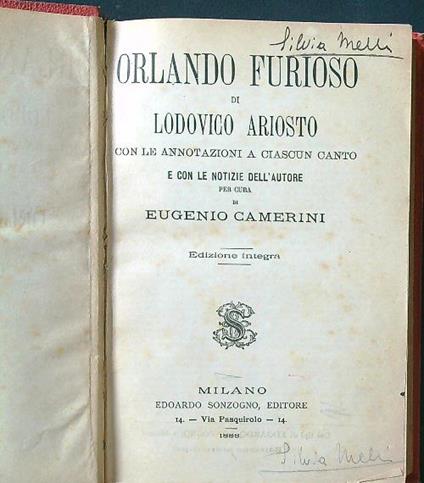 Silvia Melli
ORLANDO FURIOSO
DI
LODOVICO ARIOSTO
CON LE ANNOTAZIONI A CIASCUN CANTO
E CON LE NOTIZIE DELL'AUTORE
PER CURA
DI
EUGENIO CAMERINI
Edizione integra
MILANO
EDOARDO SONZOGNO, EDITORE
14. — Via Pasquirolo — 14.
Silvia Melli